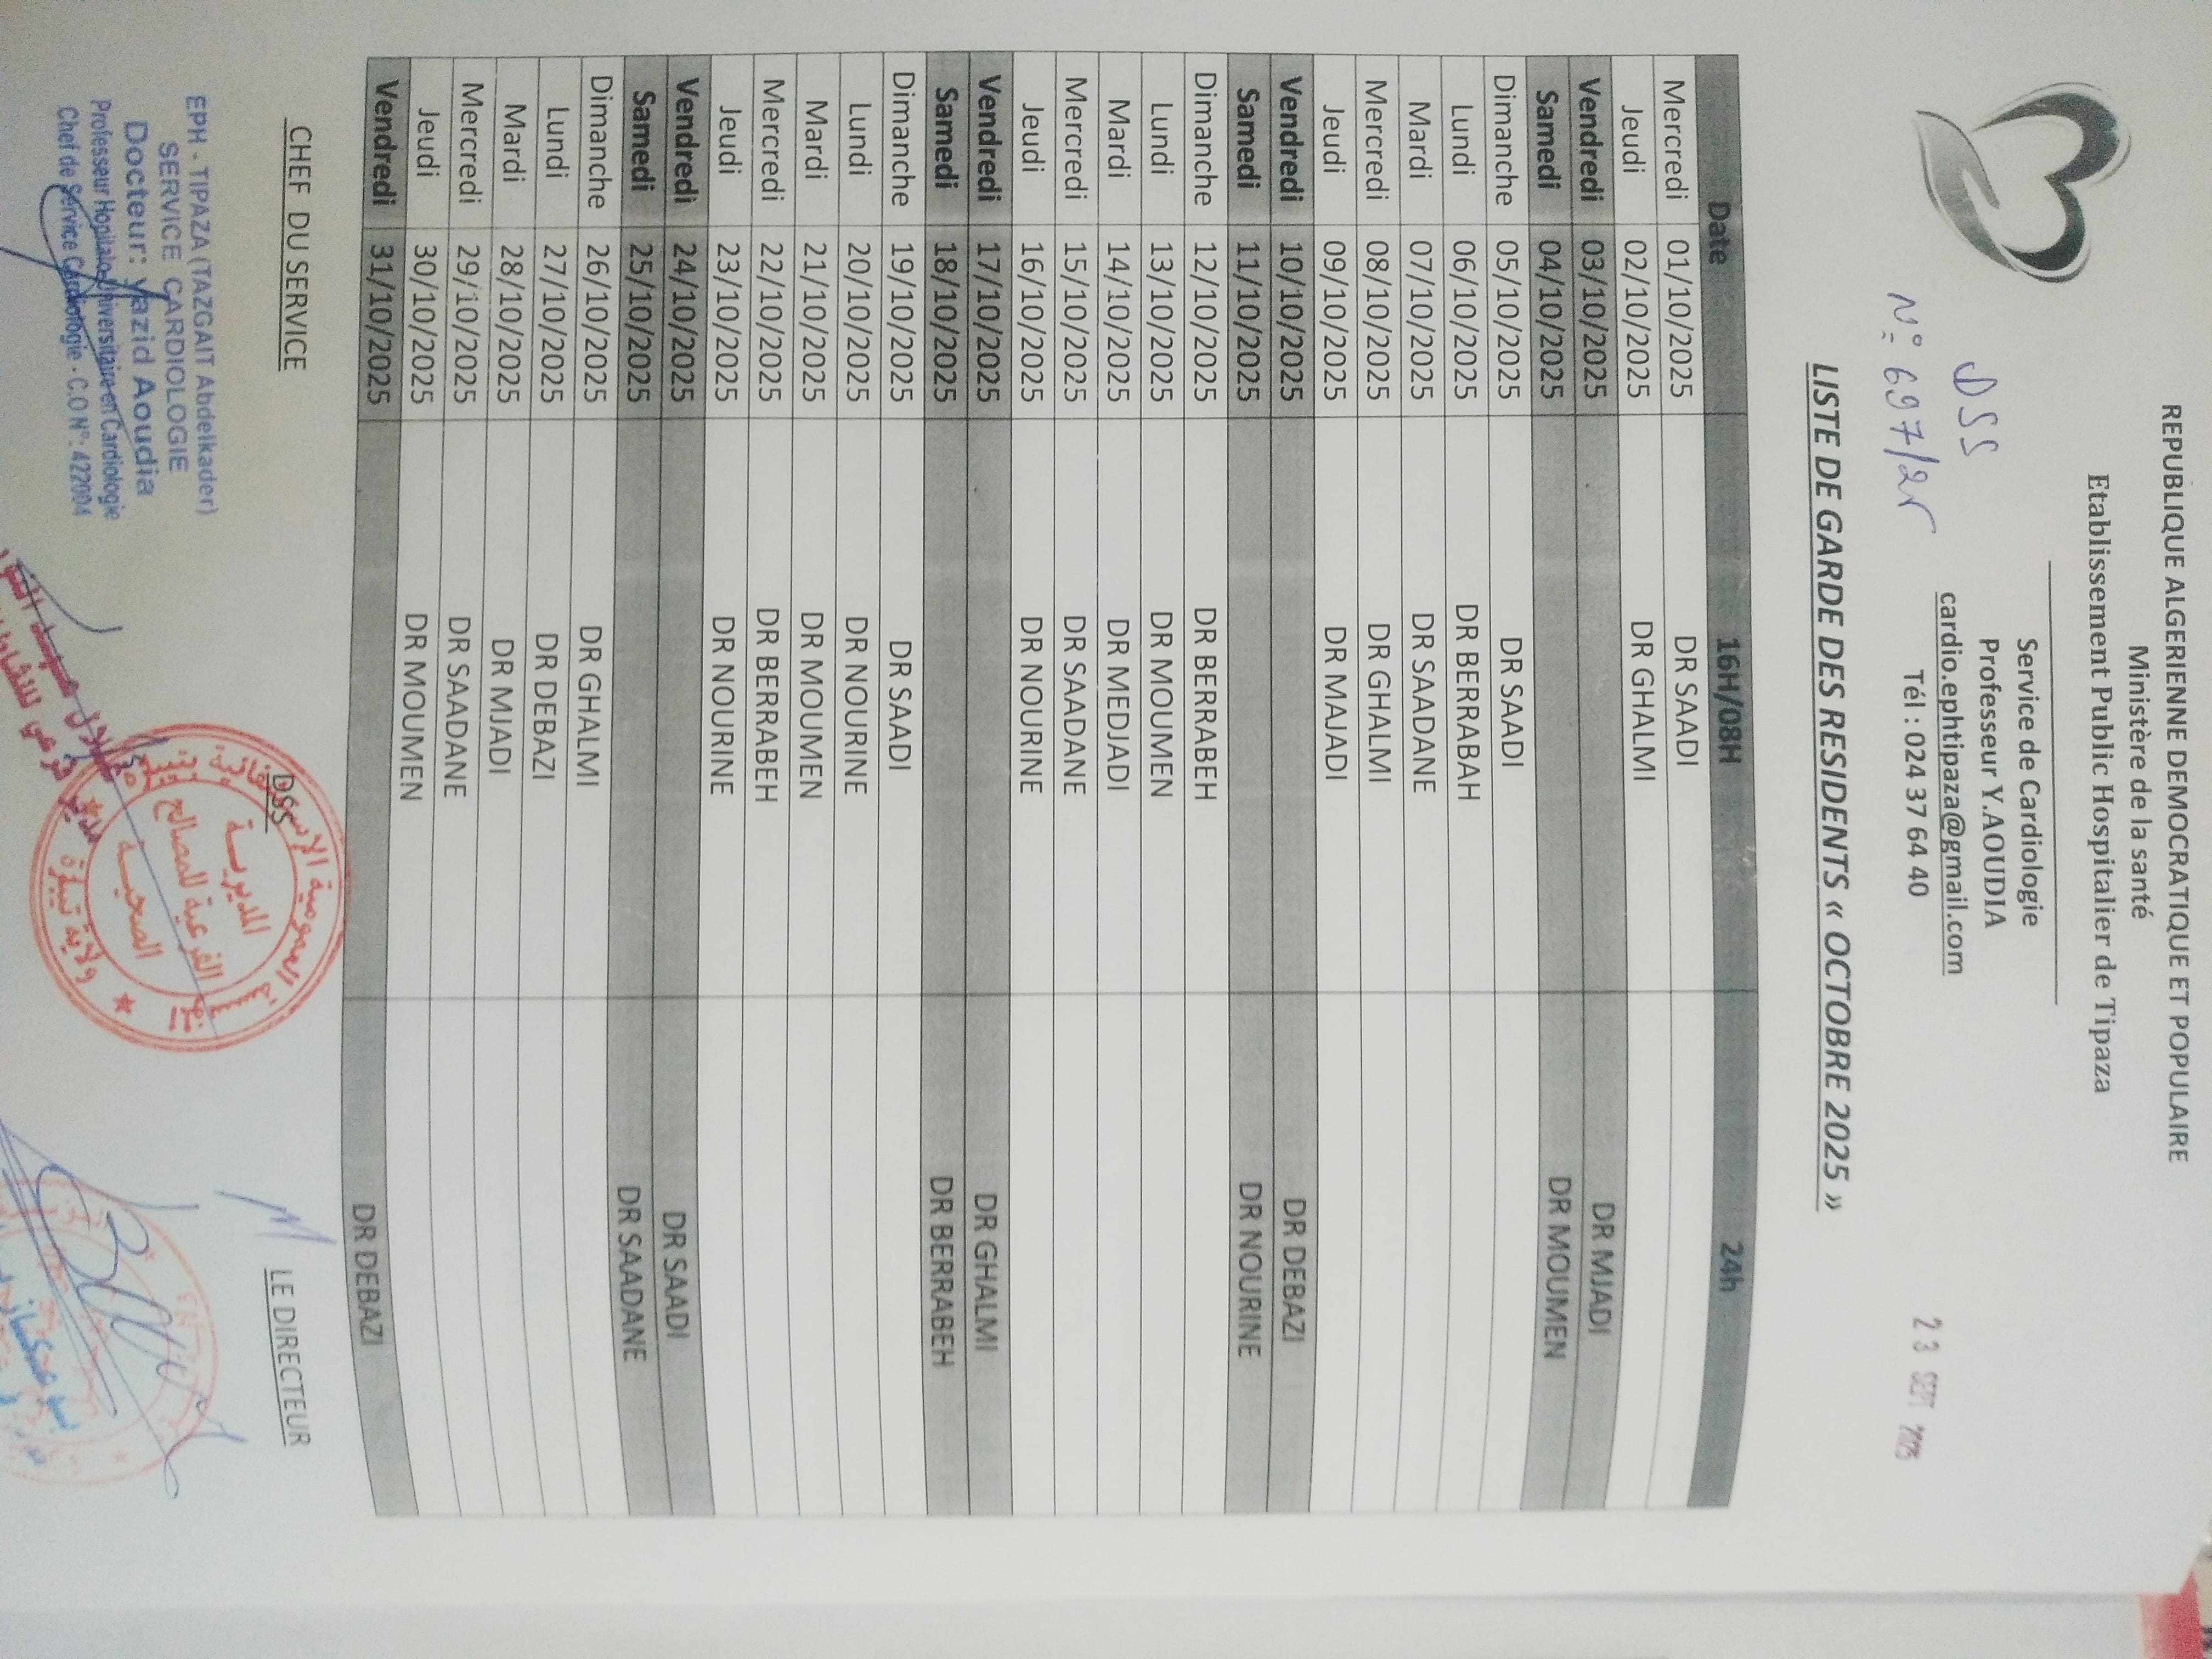 REPUBLIQUE ALGERIENNE DEMOCRATIQUE ET POPULAIRE
Ministère de la santé
Etablissement Public Hospitalier de Tipaza
Service de Cardiologie
Professeur Y.AOUDIA
cardio.ephtipaza@gmail.com
Tél : 024 37 64 40
DSS
N° 697/25
23 SEPT 2025
LISTE DE GARDE DES RESIDENTS « OCTOBRE 2025 »
Date 16H/08H 24h
Mercredi 01/10/2025 DR SAADI
Jeudi 02/10/2025 DR GHALMI
Vendredi 03/10/2025 DR MJADI
Samedi 04/10/2025 DR MOUMEN
Dimanche 05/10/2025 DR SAADI
Lundi 06/10/2025 DR BERRABAH
Mardi 07/10/2025 DR SAADANE
Mercredi 08/10/2025 DR GHALMI
Jeudi 09/10/2025 DR MAJADI
Vendredi 10/10/2025 DR DEBAZI
Samedi 11/10/2025 DR NOURINE
Dimanche 12/10/2025 DR BERRABEH
Lundi 13/10/2025 DR MOUMEN
Mardi 14/10/2025 DR MEDJADI
Mercredi 15/10/2025 DR SAADANE
Jeudi 16/10/2025 DR NOURINE
Vendredi 17/10/2025 DR GHALMI
Samedi 18/10/2025 DR BERRABEH
Dimanche 19/10/2025 DR SAADI
Lundi 20/10/2025 DR NOURINE
Mardi 21/10/2025 DR MOUMEN
Mercredi 22/10/2025 DR BERRABEH
Jeudi 23/10/2025 DR NOURINE
Vendredi 24/10/2025 DR SAADI
Samedi 25/10/2025 DR SAADANE
Dimanche 26/10/2025 DR GHALMI
Lundi 27/10/2025 DR DEBAZI
Mardi 28/10/2025 DR MJADI
Mercredi 29/10/2025 DR SAADANE
Jeudi 30/10/2025 DR MOUMEN
Vendredi 31/10/2025 DR DEBAZI
CHEF DU SERVICE
DSS
LE DIRECTEUR
EPH - TIPAZA (TAZGAIT Abdelkader)
SERVICE CARDIOLOGIE
Docteur: Yazid Aoudia
Professeur Hopitalo-Universitaire en Cardiologie
Chef de Service Cardiologie - C.O N°: 422004
المؤسسة العمومية الإستشفائية تيبازة
المديريـــة
الفرعية للمصالح
الصحيـــة
ولاية تيبازة